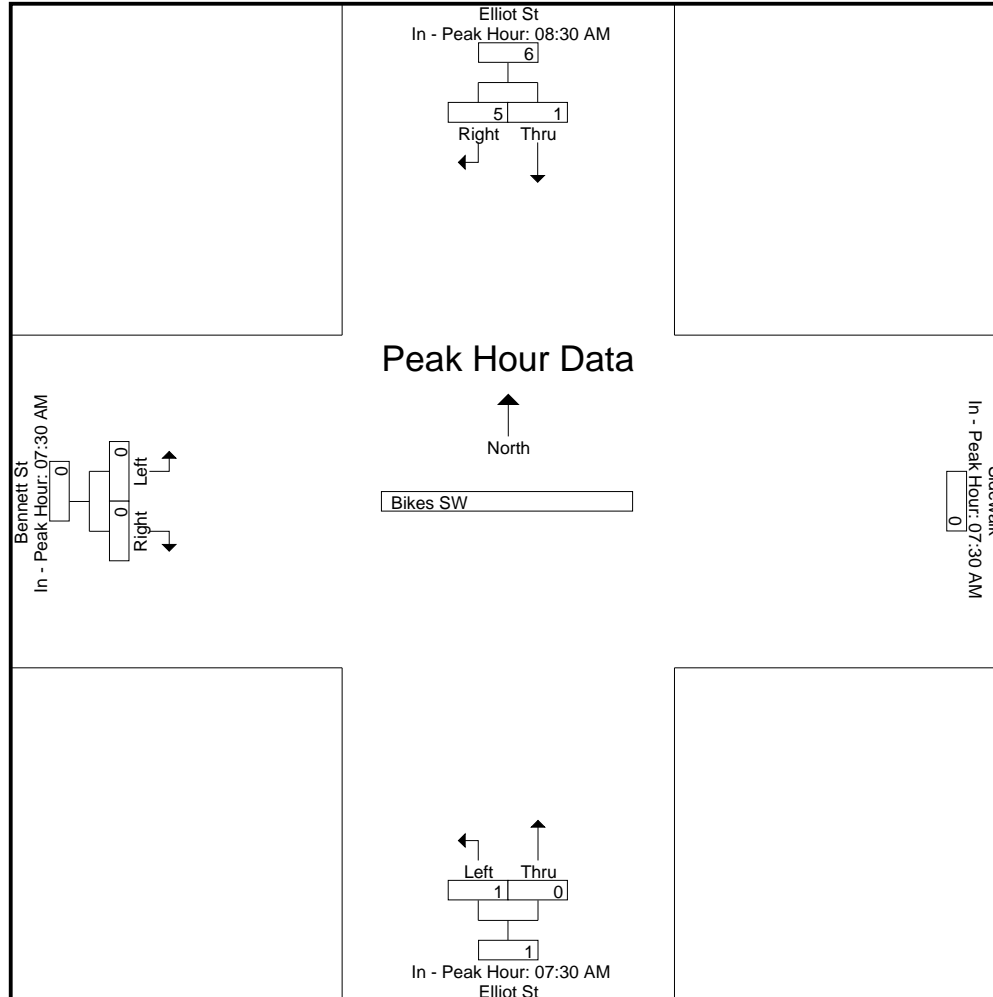 Elliot St
In - Peak Hour: 08:30 AM
6
5 1
Right Thru
Peak Hour Data
North
Bikes SW
Bennett St
In - Peak Hour: 07:30 AM
0
0
Left
0
Right
Sidewalk
In - Peak Hour: 07:30 AM
0
Left Thru
1 0
1
In - Peak Hour: 07:30 AM
Elliot St